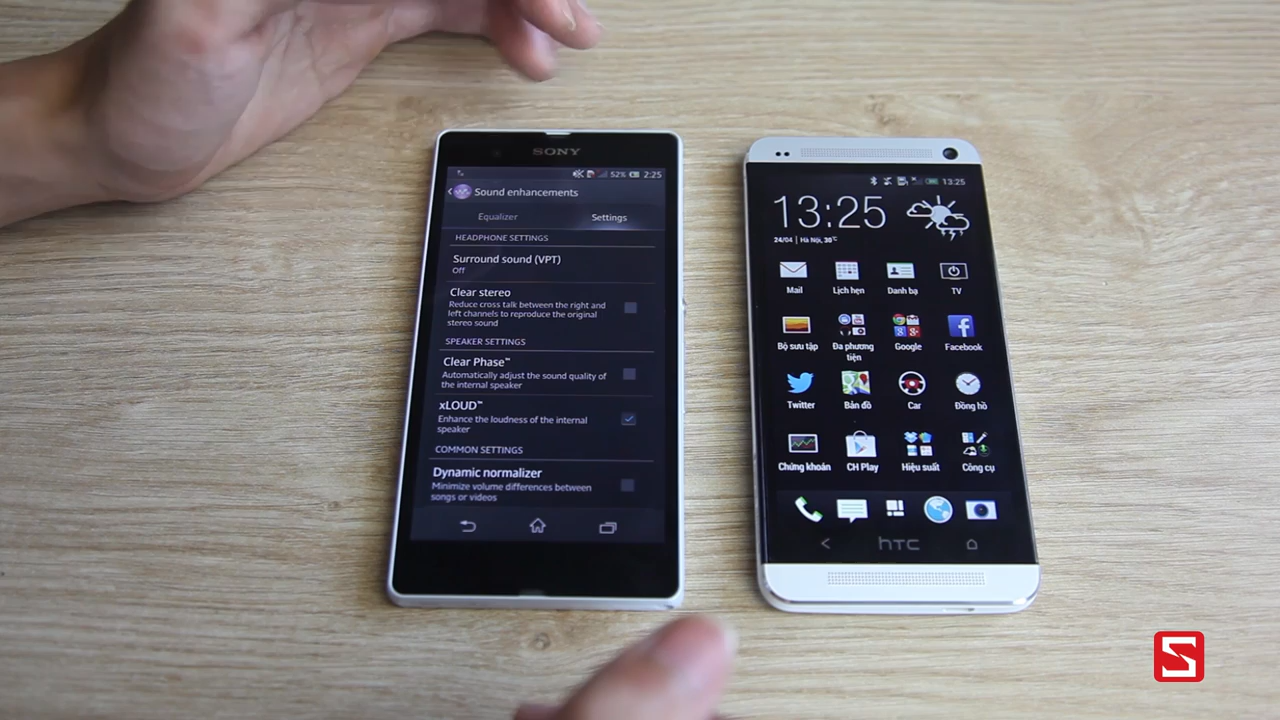 SONY
52% 2:25
Sound enhancements
Equalizer Settings
HEADPHONE SETTINGS
Surround sound (VPT)
Off
Clear stereo
Reduce cross talk between the right and
left channels to reproduce the original
stereo sound
SPEAKER SETTINGS
Clear Phase™
Automatically adjust the sound quality of
the internal speaker
xLOUD™
Enhance the loudness of the internal
speaker
COMMON SETTINGS
Dynamic normalizer
Minimize volume differences between
songs or videos
13:25
13:25
24/04 | Hà Nội, 30°C
Mail Lịch hẹn Danh bạ TV
Bộ sưu tập Đa phương
tiện Google Facebook
Twitter Bản đồ Car Đồng hồ
Chứng khoán CH Play Hiệu suất Công cụ
hTC
S